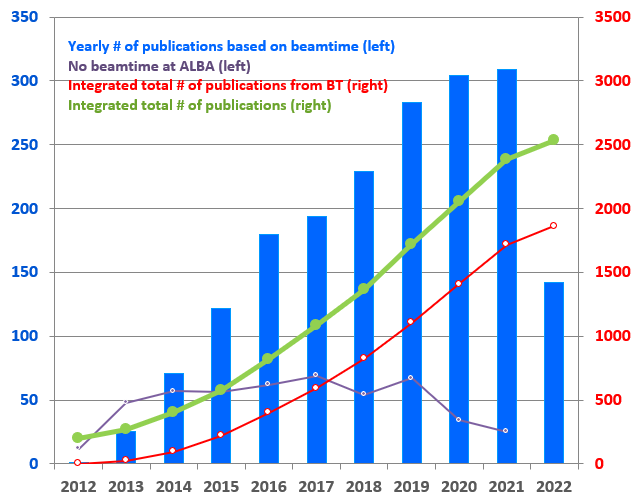 350 3500
Yearly # of publications based on beamtime (left)
No beamtime at ALBA (left)
Integrated total # of publications from BT (right)
Integrated total # of publications (right)
300 3000
250 2500
200 2000
150 1500
100 1000
50 500
0 0
2012 2013 2014 2015 2016 2017 2018 2019 2020 2021 2022